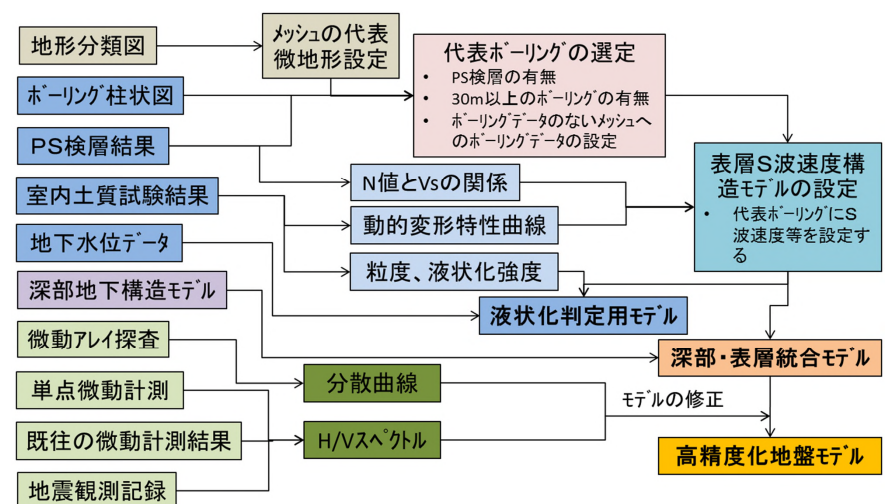 地形分類図
メッシュの代表
微地形設定
代表ボーリングの選定
• PS検層の有無
• 30m以上のボーリングの有無
• ボーリングデータのないメッシュへ
のボーリングデータの設定
ボーリング柱状図
PS検層結果
表層S波速度構
造モデルの設定
• 代表ボーリングにS
波速度等を設定す
る
N値とVsの関係
室内土質試験結果
動的変形特性曲線
地下水位データ
粒度、液状化強度
深部地下構造モデル
液状化判定用モデル
微動アレイ探査
深部・表層統合モデル
分散曲線
単点微動計測
モデルの修正
既往の微動計測結果
H/Vスペクトル
高精度化地盤モデル
地震観測記録